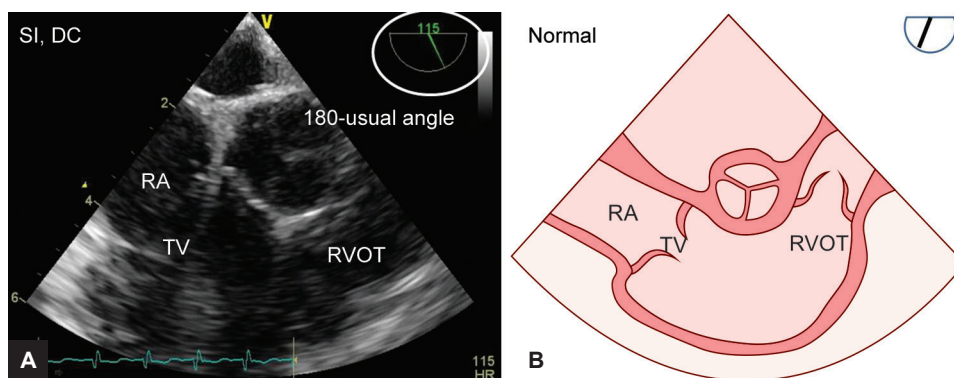 SI, DC
V
115
180-usual angle
2
4
6
RA
TV
RVOT
A
115
HR
Normal
RA
TV
RVOT
B